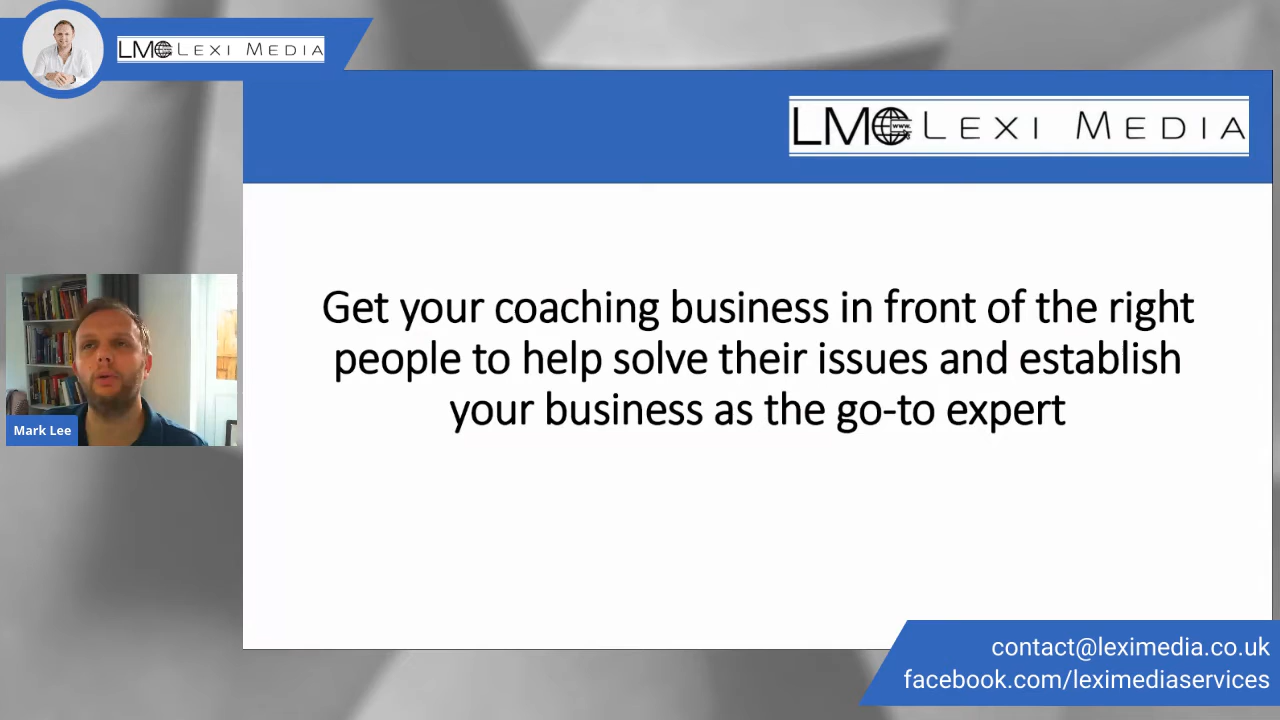 LM LEXI MEDIA
LM www. LEXI MEDIA
Get your coaching business in front of the right
people to help solve their issues and establish
your business as the go-to expert
Mark Lee
contact@leximedia.co.uk
facebook.com/leximediaservices